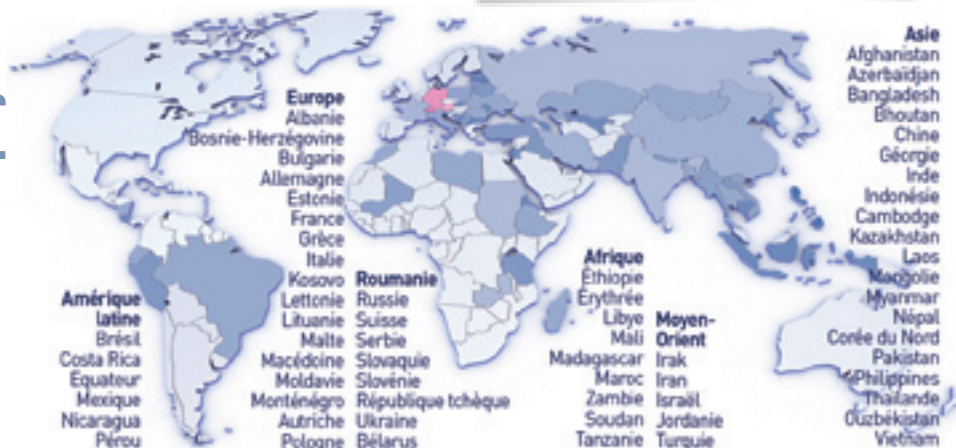 Europe
Albanie
Bosnie-Herzégovine
Bulgarie
Allemagne
Estonie
France
Grèce
Italie
Kosovo
Lettonie
Lituanie
Malte
Macédoine
Moldavie
Monténégro
Autriche
Pologne
Roumanie
Russie
Suisse
Serbie
Slovaquie
Slovénie
République tchèque
Ukraine
Bélarus
Amérique
latine
Brésil
Costa Rica
Equateur
Mexique
Nicaragua
Pérou
Afrique
Éthiopie
Érythrée
Libye
Mali
Madagascar
Maroc
Zambie
Soudan
Tanzanie
Moyen-
Orient
Irak
Iran
Israël
Jordanie
Turquie
Asie
Afghanistan
Azerbaïdjan
Bangladesh
Bhoutan
Chine
Géorgie
Inde
Indonésie
Cambodge
Kazakhstan
Laos
Mongolie
Myanmar
Népal
Corée du Nord
Pakistan
Philippines
Thaïlande
Ouzbékistan
Vietnam